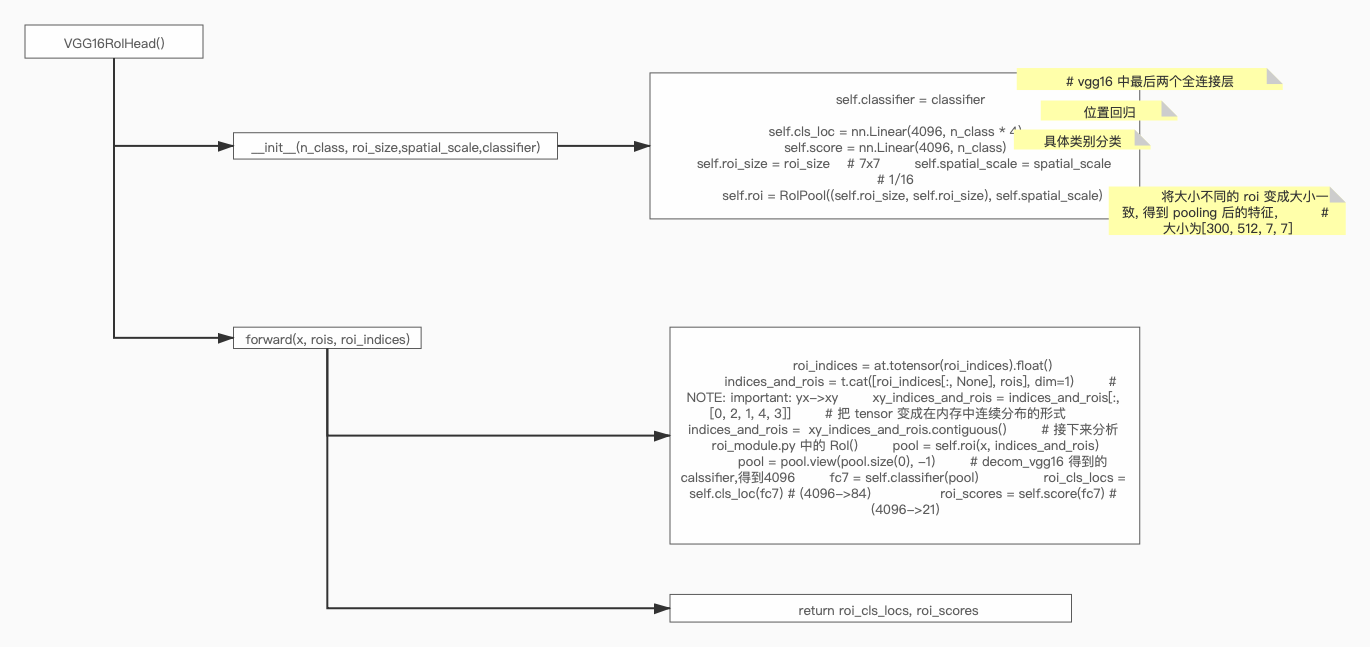 VGG16RoIHead()
__init__(n_class, roi_size,spatial_scale,classifier)
self.classifier = classifier
# vgg16 中最后两个全连接层
self.cls_loc = nn.Linear(4096, n_class * 4)
位置回归
self.score = nn.Linear(4096, n_class)
具体类别分类
self.roi_size = roi_size # 7x7 self.spatial_scale = spatial_scale
# 1/16
self.roi = RoIPool((self.roi_size, self.roi_size), self.spatial_scale)
将大小不同的 roi 变成大小一
致, 得到 pooling 后的特征, #
大小为[300, 512, 7, 7]
forward(x, rois, roi_indices)
roi_indices = at.totensor(roi_indices).float()
indices_and_rois = t.cat([roi_indices[:, None], rois], dim=1) #
NOTE: important: yx->xy xy_indices_and_rois = indices_and_rois[:,
[0, 2, 1, 4, 3]] # 把 tensor 变成在内存中连续分布的形式
indices_and_rois = xy_indices_and_rois.contiguous() # 接下来分析
roi_module.py 中的 RoI() pool = self.roi(x, indices_and_rois)
pool = pool.view(pool.size(0), -1) # decom_vgg16 得到的
calssifier,得到4096 fc7 = self.classifier(pool) roi_cls_locs =
self.cls_loc(fc7) # (4096->84) roi_scores = self.score(fc7) #
(4096->21)
return roi_cls_locs, roi_scores